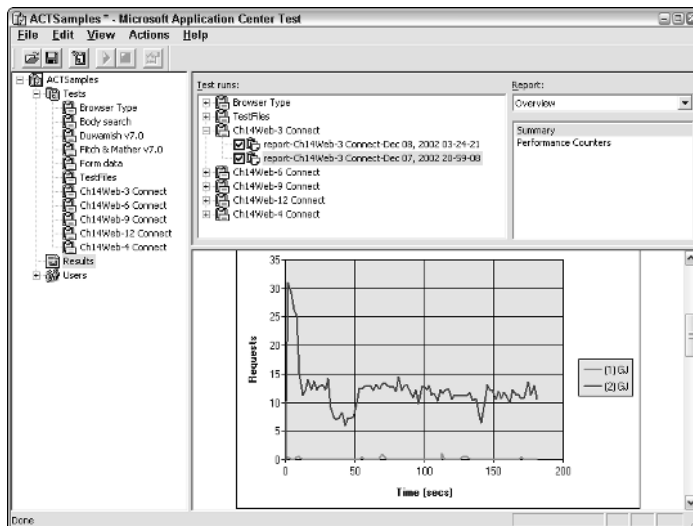 ACTSamples * - Microsoft Application Center Test
File Edit View Actions Help
ACTSamples
Tests
Browser Type
Body search
Duwamish v7.0
Fitch & Mather v7.0
Form data
TestFiles
Ch14Web-3 Connect
Ch14Web-6 Connect
Ch14Web-9 Connect
Ch14Web-12 Connect
Ch14Web-4 Connect
Results
Users
Test runs:
Browser Type
TestFiles
Ch14Web-3 Connect
report-Ch14Web-3 Connect-Dec 08, 2002 03-24-21
report-Ch14Web-3 Connect-Dec 07, 2002 20-59-08
Ch14Web-6 Connect
Ch14Web-9 Connect
Ch14Web-12 Connect
Ch14Web-4 Connect
Report:
Overview
Summary
Performance Counters
35
30
25
20
15
10
5
0
Requests
0 50 100 150 200
Time (secs)
(1) GJ
(2) GJ
Done